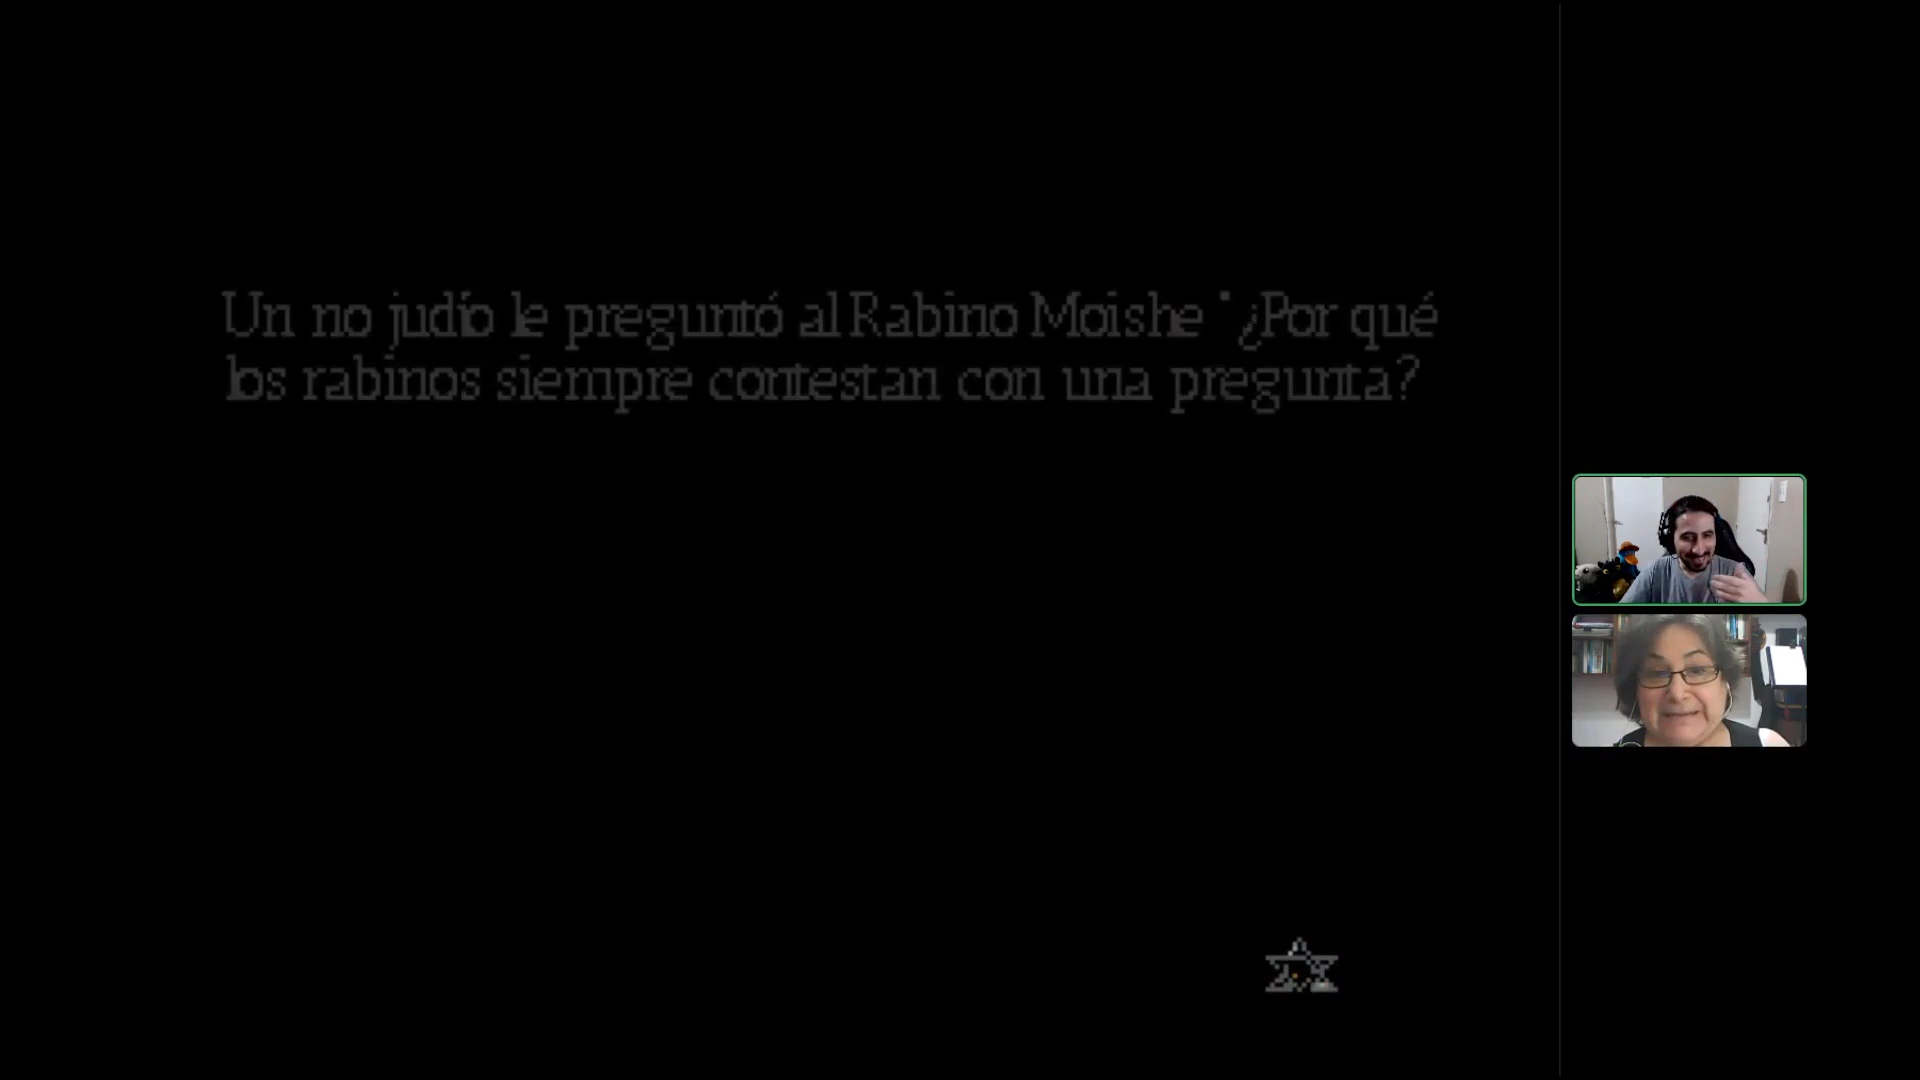 Un no judío le preguntó al Rabino Moishe "¿Por qué
los rabinos siempre contestan con una pregunta?